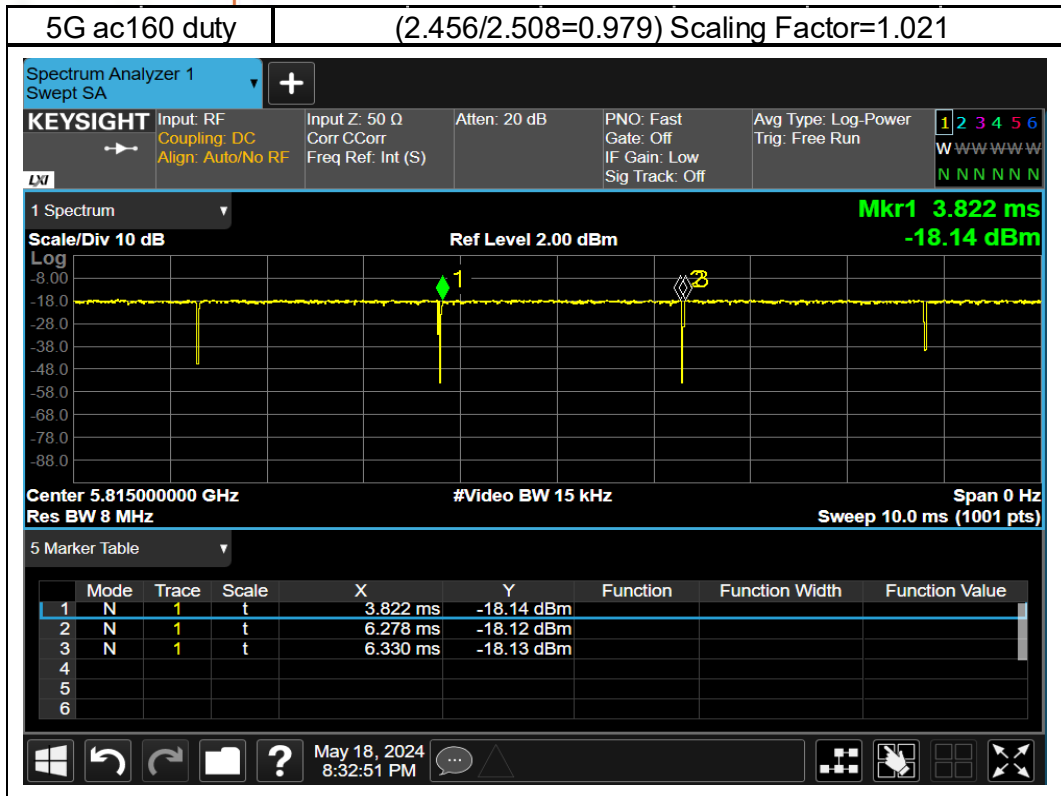 5G ac160 duty (2.456/2.508=0.979) Scaling Factor=1.021
Spectrum Analyzer 1
Swept SA
+
KEYSIGHT Input: RF Input Z: 50 Ω Atten: 20 dB PNO: Fast Avg Type: Log-Power 1 2 3 4 5 6
Coupling: DC Corr CCorr Gate: Off Trig: Free Run W W W W W W
Align: Auto/No RF Freq Ref: Int (S) IF Gain: Low
LXI Sig Track: Off N N N N N N
1 Spectrum Mkr1 3.822 ms
Scale/Div 10 dB Ref Level 2.00 dBm -18.14 dBm
Log
1 2 3
-8.00
-18.0
-28.0
-38.0
-48.0
-58.0
-68.0
-78.0
-88.0
Center 5.815000000 GHz #Video BW 15 kHz Span 0 Hz
Res BW 8 MHz Sweep 10.0 ms (1001 pts)
5 Marker Table
Mode Trace Scale X Y Function Function Width Function Value
1 N 1 t 3.822 ms -18.14 dBm
2 N 1 t 6.278 ms -18.12 dBm
3 N 1 t 6.330 ms -18.13 dBm
4
5
6
? May 18, 2024
8:32:51 PM